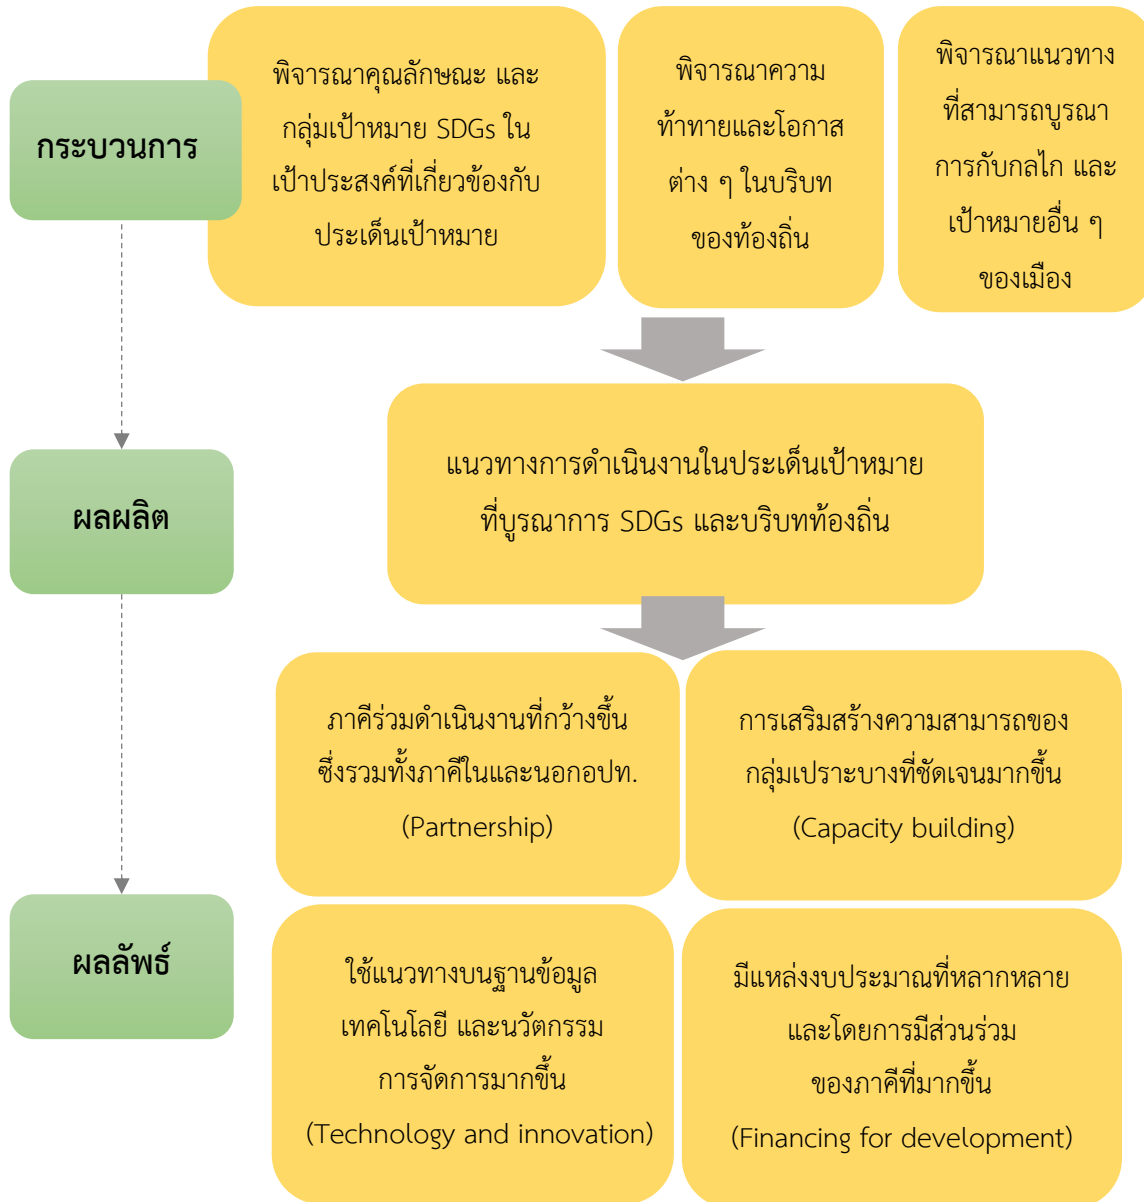 กระบวนการ
พิจารณาคุณลักษณะ และ
กลุ่มเป้าหมาย SDGs ใน
เป้าประสงค์ที่เกี่ยวข้องกับ
ประเด็นเป้าหมาย
พิจารณาความ
ท้าทายและโอกาส
ต่าง ๆ ในบริบท
ของท้องถิ่น
พิจารณาแนวทาง
ที่สามารถบูรณา
การกับกลไก และ
เป้าหมายอื่น ๆ
ของเมือง
ผลผลิต
แนวทางการดำเนินงานในประเด็นเป้าหมาย
ที่บูรณาการ SDGs และบริบทท้องถิ่น
ผลลัพธ์
ภาคีร่วมดำเนินงานที่กว้างขึ้น
ซึ่งรวมทั้งภาคีในและนอกอปท.
(Partnership)
การเสริมสร้างความสามารถของ
กลุ่มเปราะบางที่ชัดเจนมากขึ้น
(Capacity building)
ใช้แนวทางบนฐานข้อมูล
เทคโนโลยี และนวัตกรรม
การจัดการมากขึ้น
(Technology and innovation)
มีแหล่งงบประมาณที่หลากหลาย
และโดยการมีส่วนร่วม
ของภาคีที่มากขึ้น
(Financing for development)